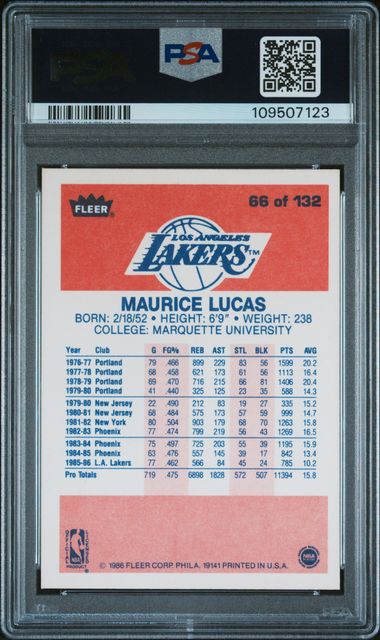 PSA
PSA
109507123
FLEER
66 of 132
LOS ANGELES
LAKERS™
MAURICE LUCAS
BORN: 2/18/52 • HEIGHT: 6'9" • WEIGHT: 238
COLLEGE: MARQUETTE UNIVERSITY
Year Club G FG% REB AST STL BLK PTS AVG
1976-77 Portland 79 .466 899 229 83 56 1599 20.2
1977-78 Portland 68 .458 621 173 61 56 1113 16.4
1978-79 Portland 69 .470 716 215 66 81 1406 20.4
1979-80 Portland 41 .440 325 125 23 35 588 14.3
1979-80 New Jersey 22 .490 212 83 19 27 335 15.2
1980-81 New Jersey 68 .484 575 173 57 59 999 14.7
1981-82 New York 80 .504 903 179 68 70 1263 15.8
1982-83 Phoenix 77 .474 799 219 56 43 1269 16.5
1983-84 Phoenix 75 .497 725 203 55 39 1195 15.9
1984-85 Phoenix 63 .476 557 145 39 17 842 13.4
1985-86 L.A. Lakers 77 .462 566 84 45 24 785 10.2
Pro Totals 719 .475 6898 1828 572 507 11394 15.8
OFFICIAL LICENSED
NBA
PRODUCT
© 1986 FLEER CORP. PHILA. 19141 PRINTED IN U.S.A.
NBA